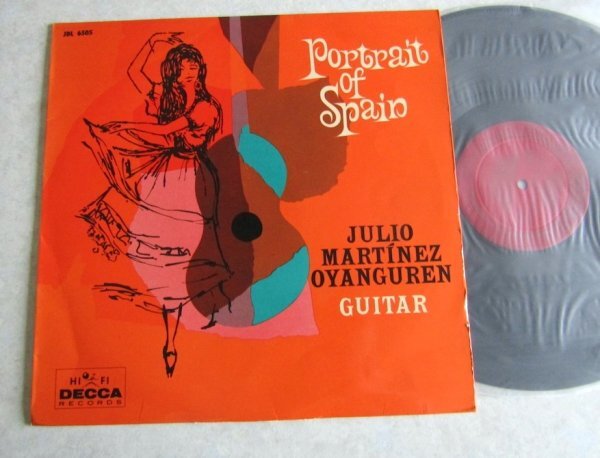 JDL 6505
Portrait
of
Spain
JULIO
MARTÍNEZ
OYANGUREN
GUITAR
HI FI
DECCA
RECORDS